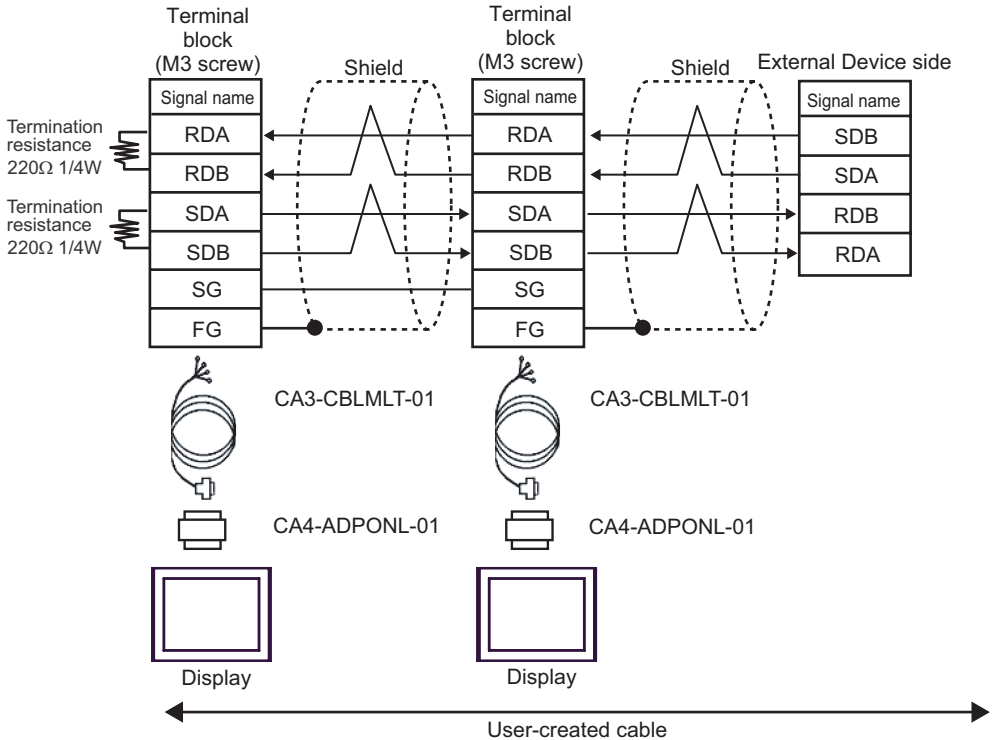 Terminal
block
(M3 screw)
Terminal
block
(M3 screw)
Shield
Shield
External Device side
Signal name
RDA
RDB
SDA
SDB
SG
FG
Signal name
RDA
RDB
SDA
SDB
SG
FG
Signal name
SDB
SDA
RDB
RDA
Termination
resistance
220Ω 1/4W
Termination
resistance
220Ω 1/4W
CA3-CBLMLT-01
CA3-CBLMLT-01
CA4-ADPONL-01
CA4-ADPONL-01
Display
Display
User-created cable